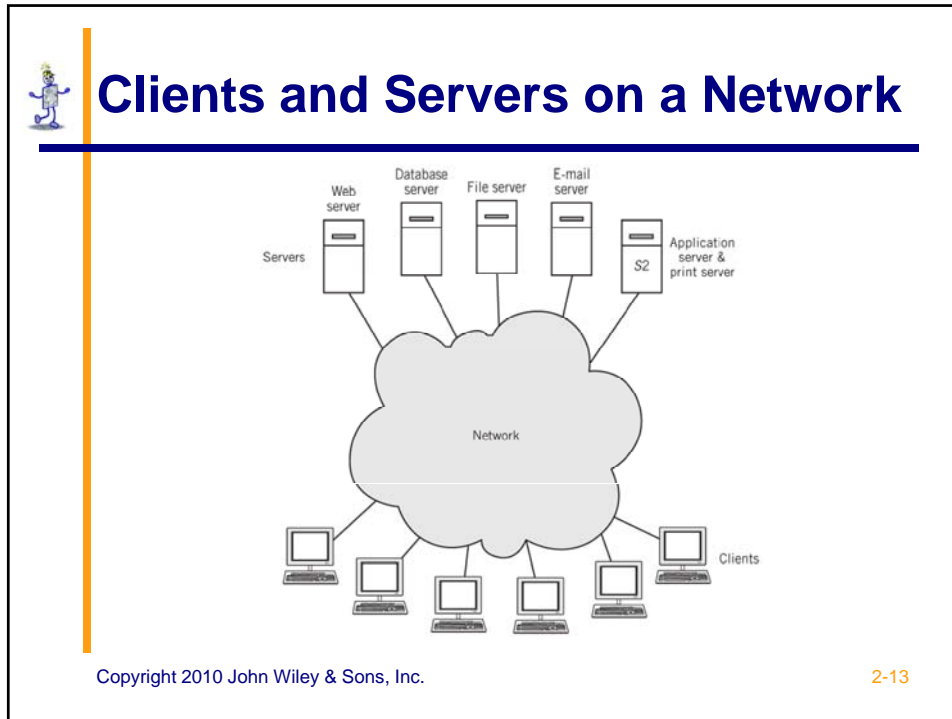 Clients and Servers on a Network
Web
server
Database
server
File server
E-mail
server
Servers
S2
Application
server &
print server
Network
Clients
Copyright 2010 John Wiley & Sons, Inc.
2-13